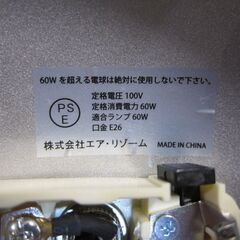 60Wを超える電球は絶対に使用しないで下さい。
PS
E
定格電圧 100V
定格消費電力 60W
適合ランプ 60W
口金 E26
株式会社エア・リゾーム MADE IN CHINA